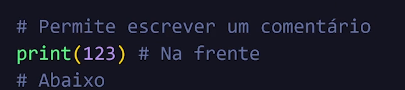 # Permite escrever um comentário
print(123) # Na frente
# Abaixo